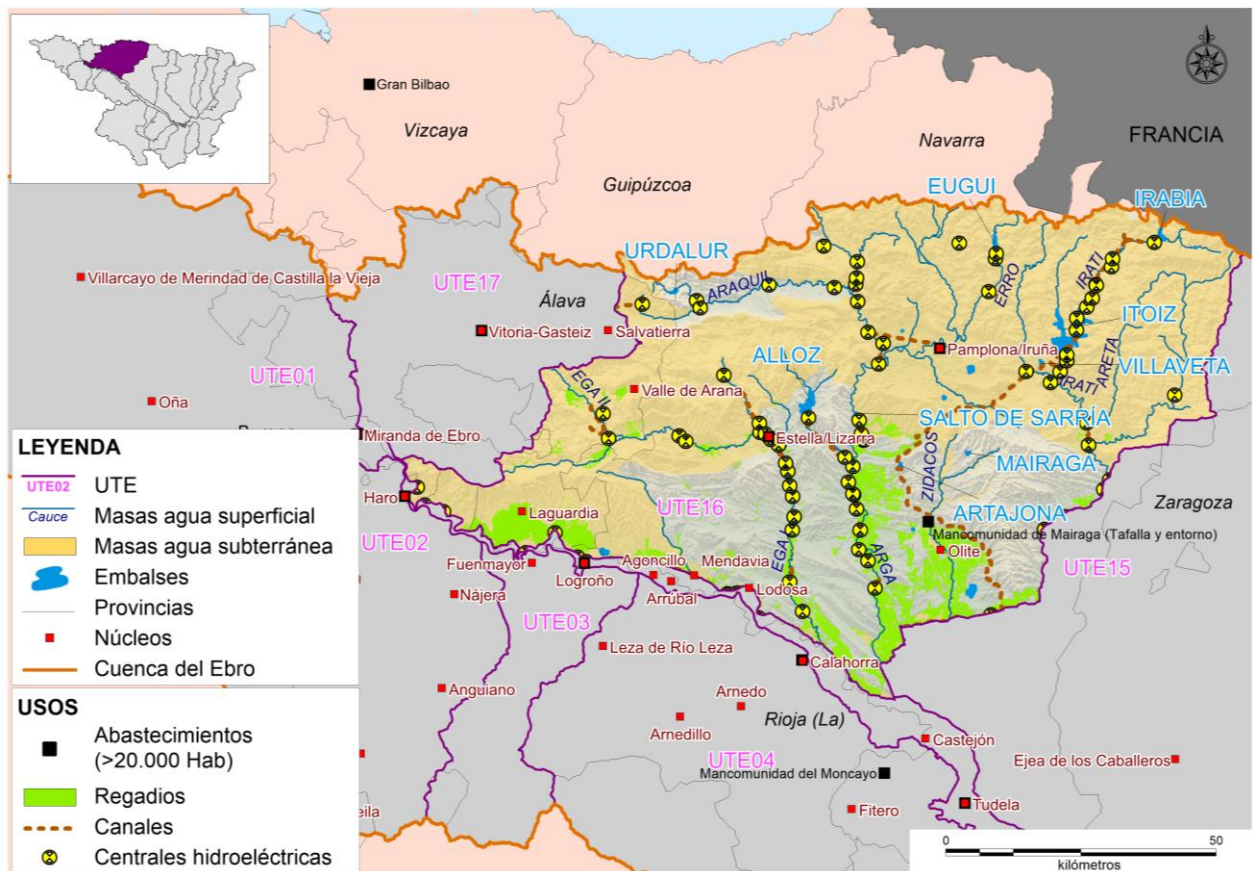 Gran Bilbao
Vizcaya
Guipúzcoa
Navarra
FRANCIA
EUGUI
IRABIA
URDALUR
Villarcayo de Merindad de Castilla la Vieja
UTE17
Álava
ARAQUIL
ERRO
IRATI
ITOIZ
Vitoria-Gasteiz
Salvatierra
Pamplona/Iruña
ALLOZ
ARETA
VILLAVETA
IRATI
UTE01
EGA II
Valle de Arana
Oña
SALTO DE SARRÍA
Miranda de Ebro
Estella/Lizarra
ZIDACOS
MAIRAGA
Zaragoza
Haro
Laguardia
UTE16
ARTAJONA
Mancomunidad de Mairaga (Tafalla y entorno)
UTE02
Olite
EGA
ARGA
UTE15
Fuenmayor
Logroño
Agoncillo
Mendavia
Arrúbal
Lodosa
Nájera
UTE03
Leza de Río Leza
Calahorra
Anguiano
Arnedo
Rioja (La)
Arnedillo
Castejón
UTE04
Ejea de los Caballeros
Mancomunidad del Moncayo
Fitero
Tudela
LEYENDA
UTE02 UTE
Cauce Masas agua superficial
Masas agua subterránea
Embalses
Provincias
Núcleos
Cuenca del Ebro
USOS
Abastecimientos
(>20.000 Hab)
Regadios
Canales
Centrales hidroeléctricas
0 50
kilómetros